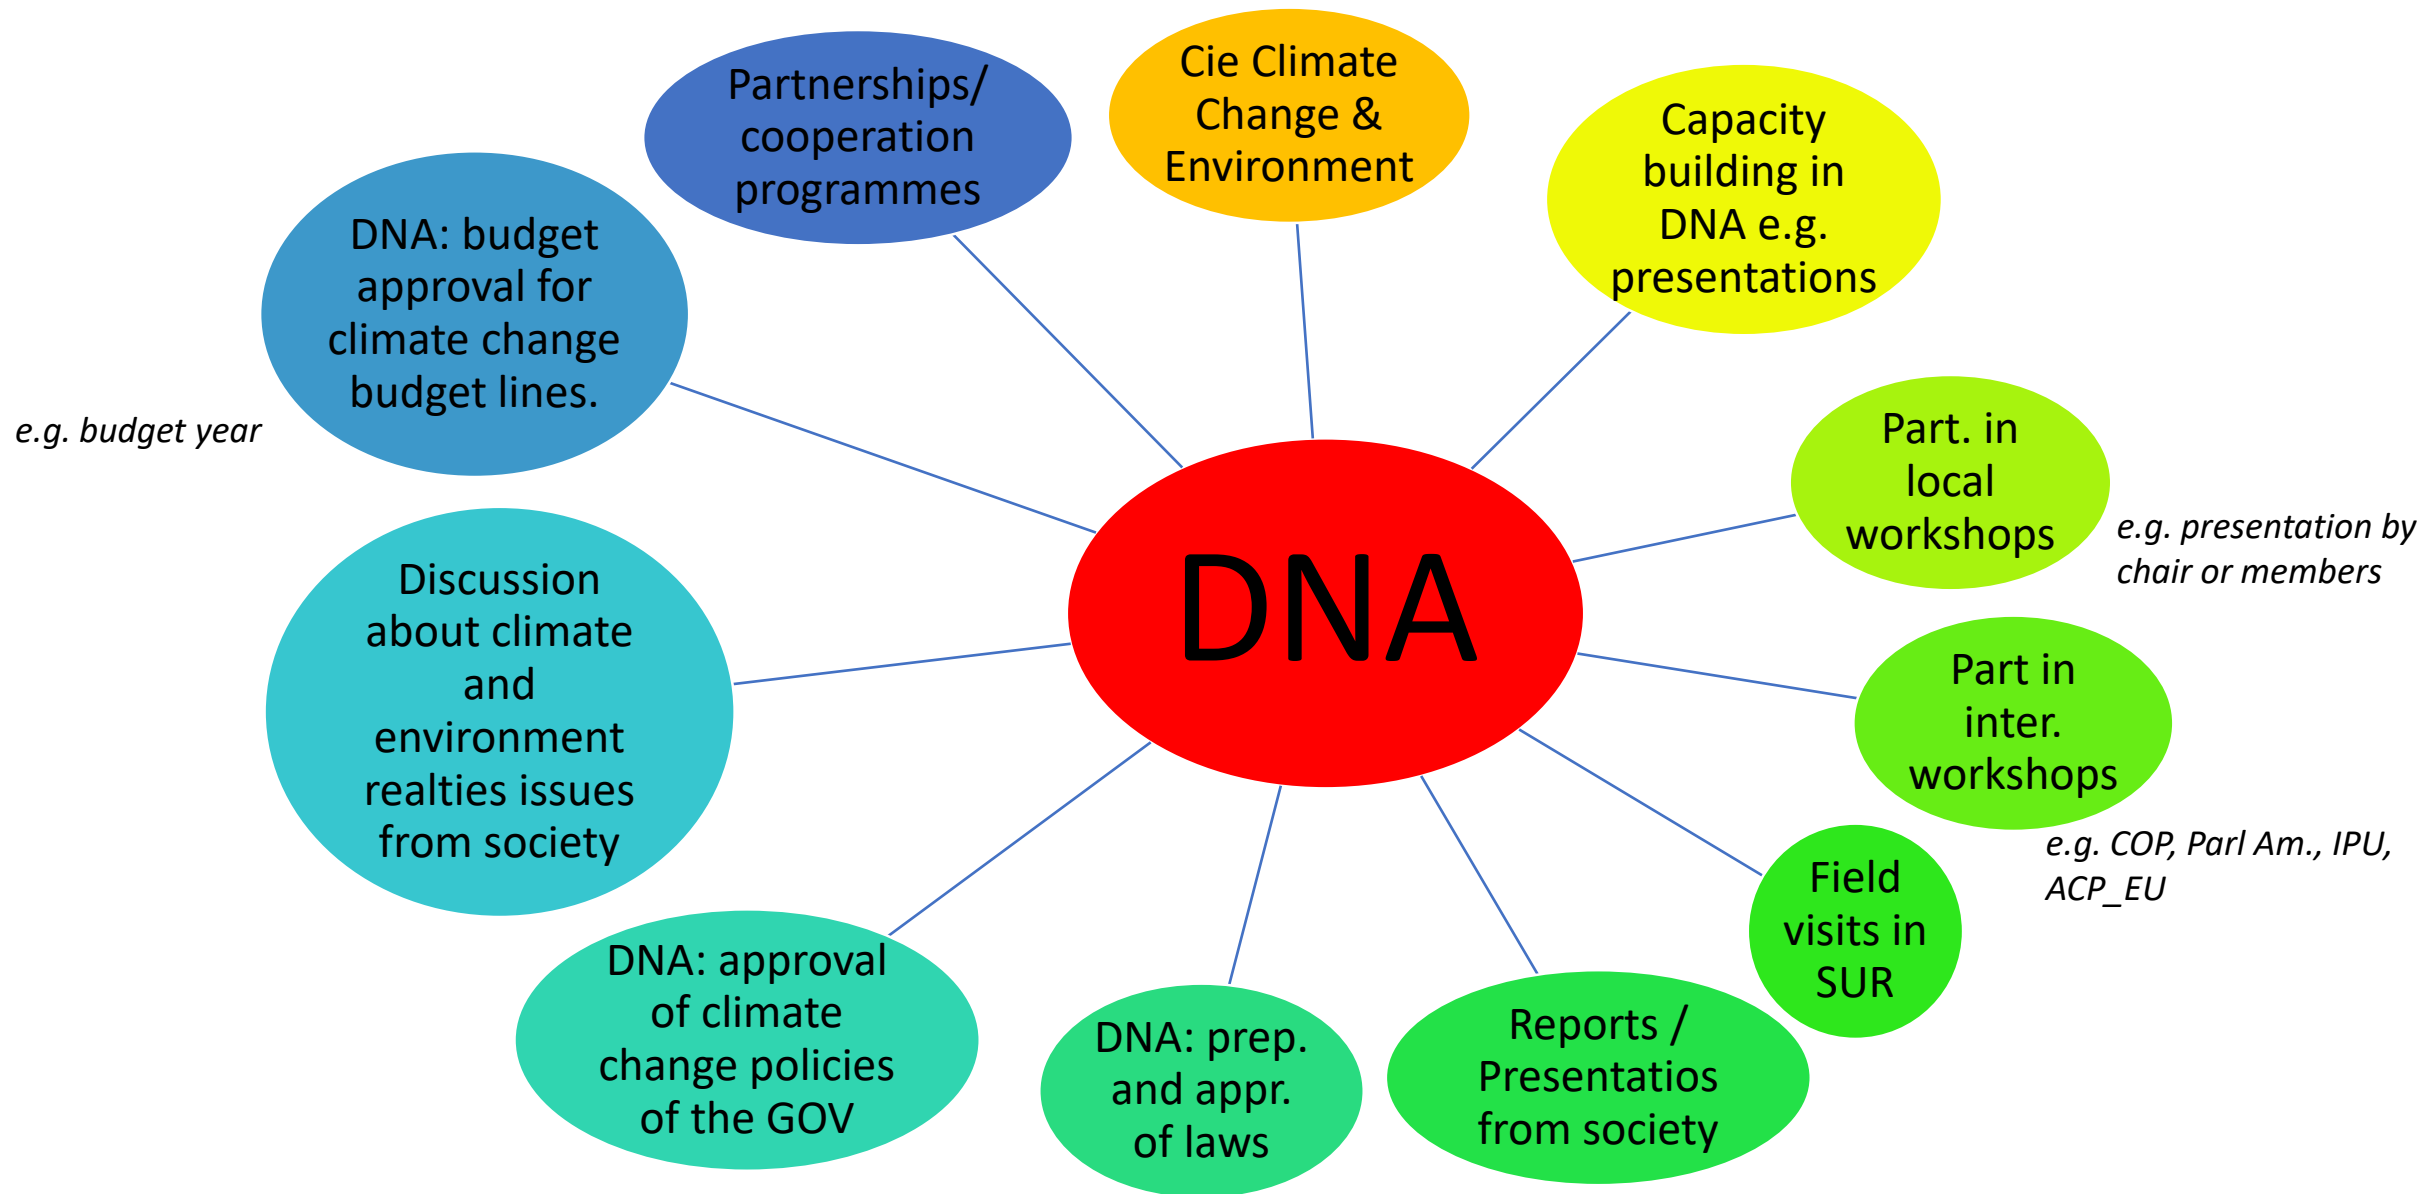 Cie Climate
Change &
Environment
Capacity
building in
DNA e.g.
presentations
Part. in
local
workshops
e.g. presentation by
chair or members
Part in
inter.
workshops
e.g. COP, Parl Am., IPU,
ACP_EU
Field
visits in
SUR
Reports /
Presentatios
from society
DNA: prep.
and appr.
of laws
DNA: approval
of climate
change policies
of the GOV
Discussion
about climate
and
environment
realties issues
from society
DNA: budget
approval for
climate change
budget lines.
e.g. budget year
Partnerships/
cooperation
programmes
DNA